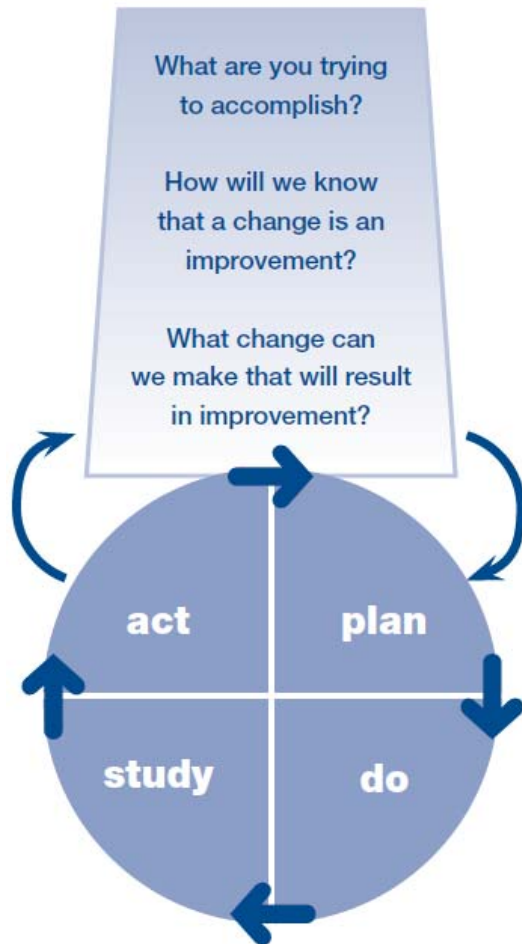 What are you trying
to accomplish?
How will we know
that a change is an
improvement?
What change can
we make that will result
in improvement?
act
plan
study
do